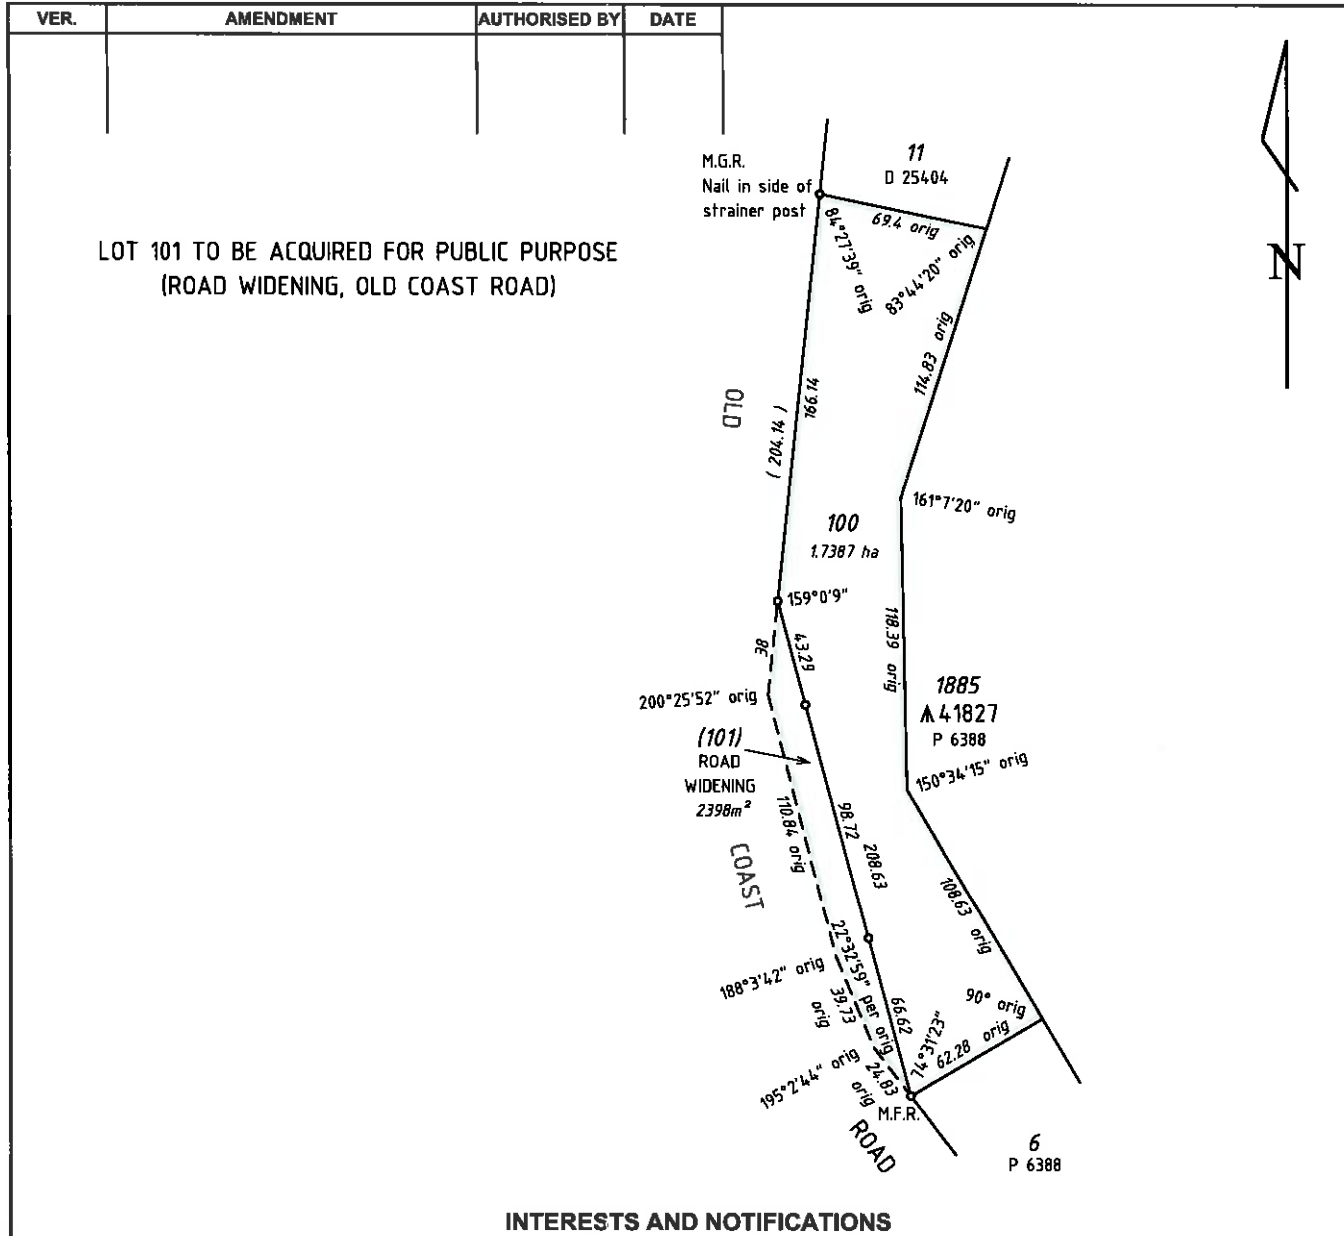 VER. AMENDMENT AUTHORISED BY DATE
M.G.R.
Nail in side of
strainer post
11
D 25404
69.4 orig
84°27'39" orig
83°44'20" orig
N
LOT 101 TO BE ACQUIRED FOR PUBLIC PURPOSE
(ROAD WIDENING, OLD COAST ROAD)
114.83 orig
OLD
166.14
( 204.14 )
161°7'20" orig
100
1.7387 ha
159°0'9"
118.39 orig
38
43.29
200°25'52" orig
1885
41827
P 6388
(101)
ROAD
WIDENING
2398m²
150°34'15" orig
110.84 orig
98.72 208.63
COAST
108.63 orig
22°32'59" per orig
188°3'42" orig
39.73
orig
66.62
90° orig
74°31'23"
62.28 orig
195°2'44" orig
24.83
orig
M.F.R.
ROAD
6
P 6388
INTERESTS AND NOTIFICATIONS